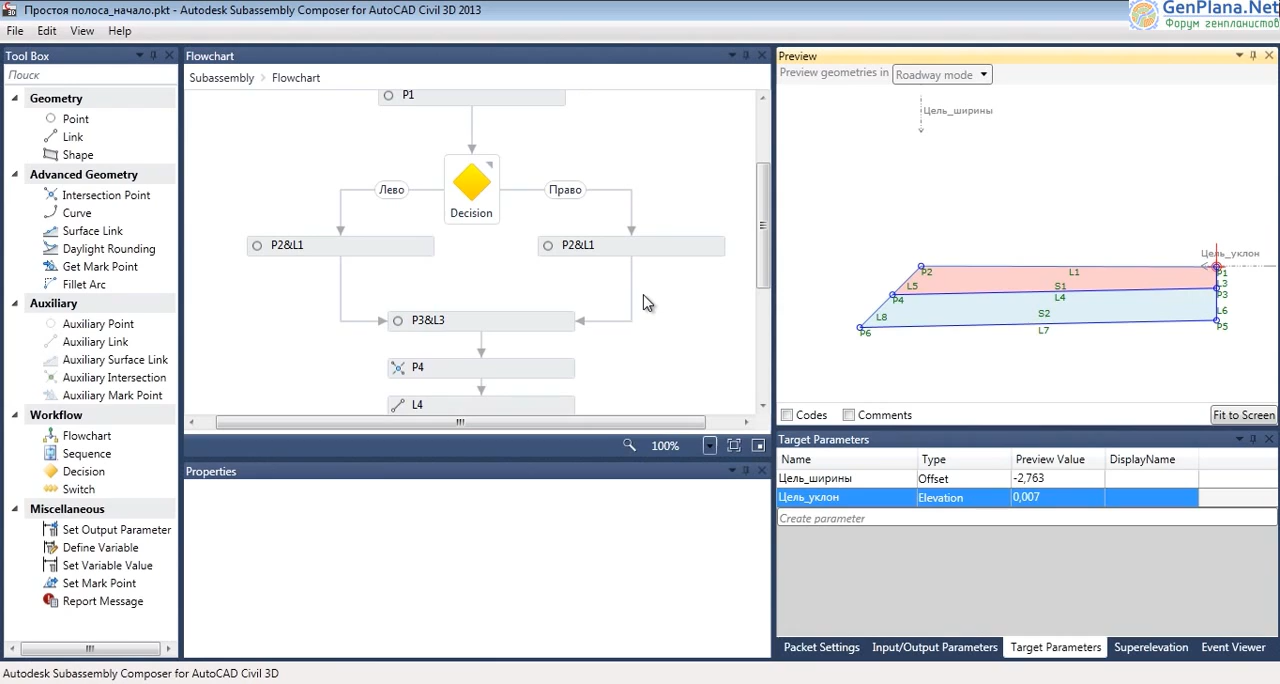 Простоя полоса_начало.pkt - Autodesk Subassembly Composer for AutoCAD Civil 3D 2013
GenPlana.Net
Форум генпланистов
File Edit View Help
Tool Box
Поиск
Geometry
Point
Link
Shape
Advanced Geometry
Intersection Point
Curve
Surface Link
Daylight Rounding
Get Mark Point
Fillet Arc
Auxiliary
Auxiliary Point
Auxiliary Link
Auxiliary Surface Link
Auxiliary Intersection
Auxiliary Mark Point
Workflow
Flowchart
Sequence
Decision
Switch
Miscellaneous
Set Output Parameter
Define Variable
Set Variable Value
Set Mark Point
Report Message
Flowchart
Subassembly > Flowchart
P1
Лево
Право
Decision
P2&L1
P2&L1
P3&L3
P4
L4
100%
Properties
Preview
Preview geometries in Roadway mode
Цель_ширины
Цель_уклон
P2 L1 P1
L5 S1 L3
P4 L4 P3
L8 S2 L6
P6 L7 P5
Codes Comments Fit to Screen
Target Parameters
Name Type Preview Value DisplayName
Цель_ширины Offset -2,763
Цель_уклон Elevation 0,007
Create parameter
Packet Settings Input/Output Parameters Target Parameters Superelevation Event Viewer
Autodesk Subassembly Composer for AutoCAD Civil 3D